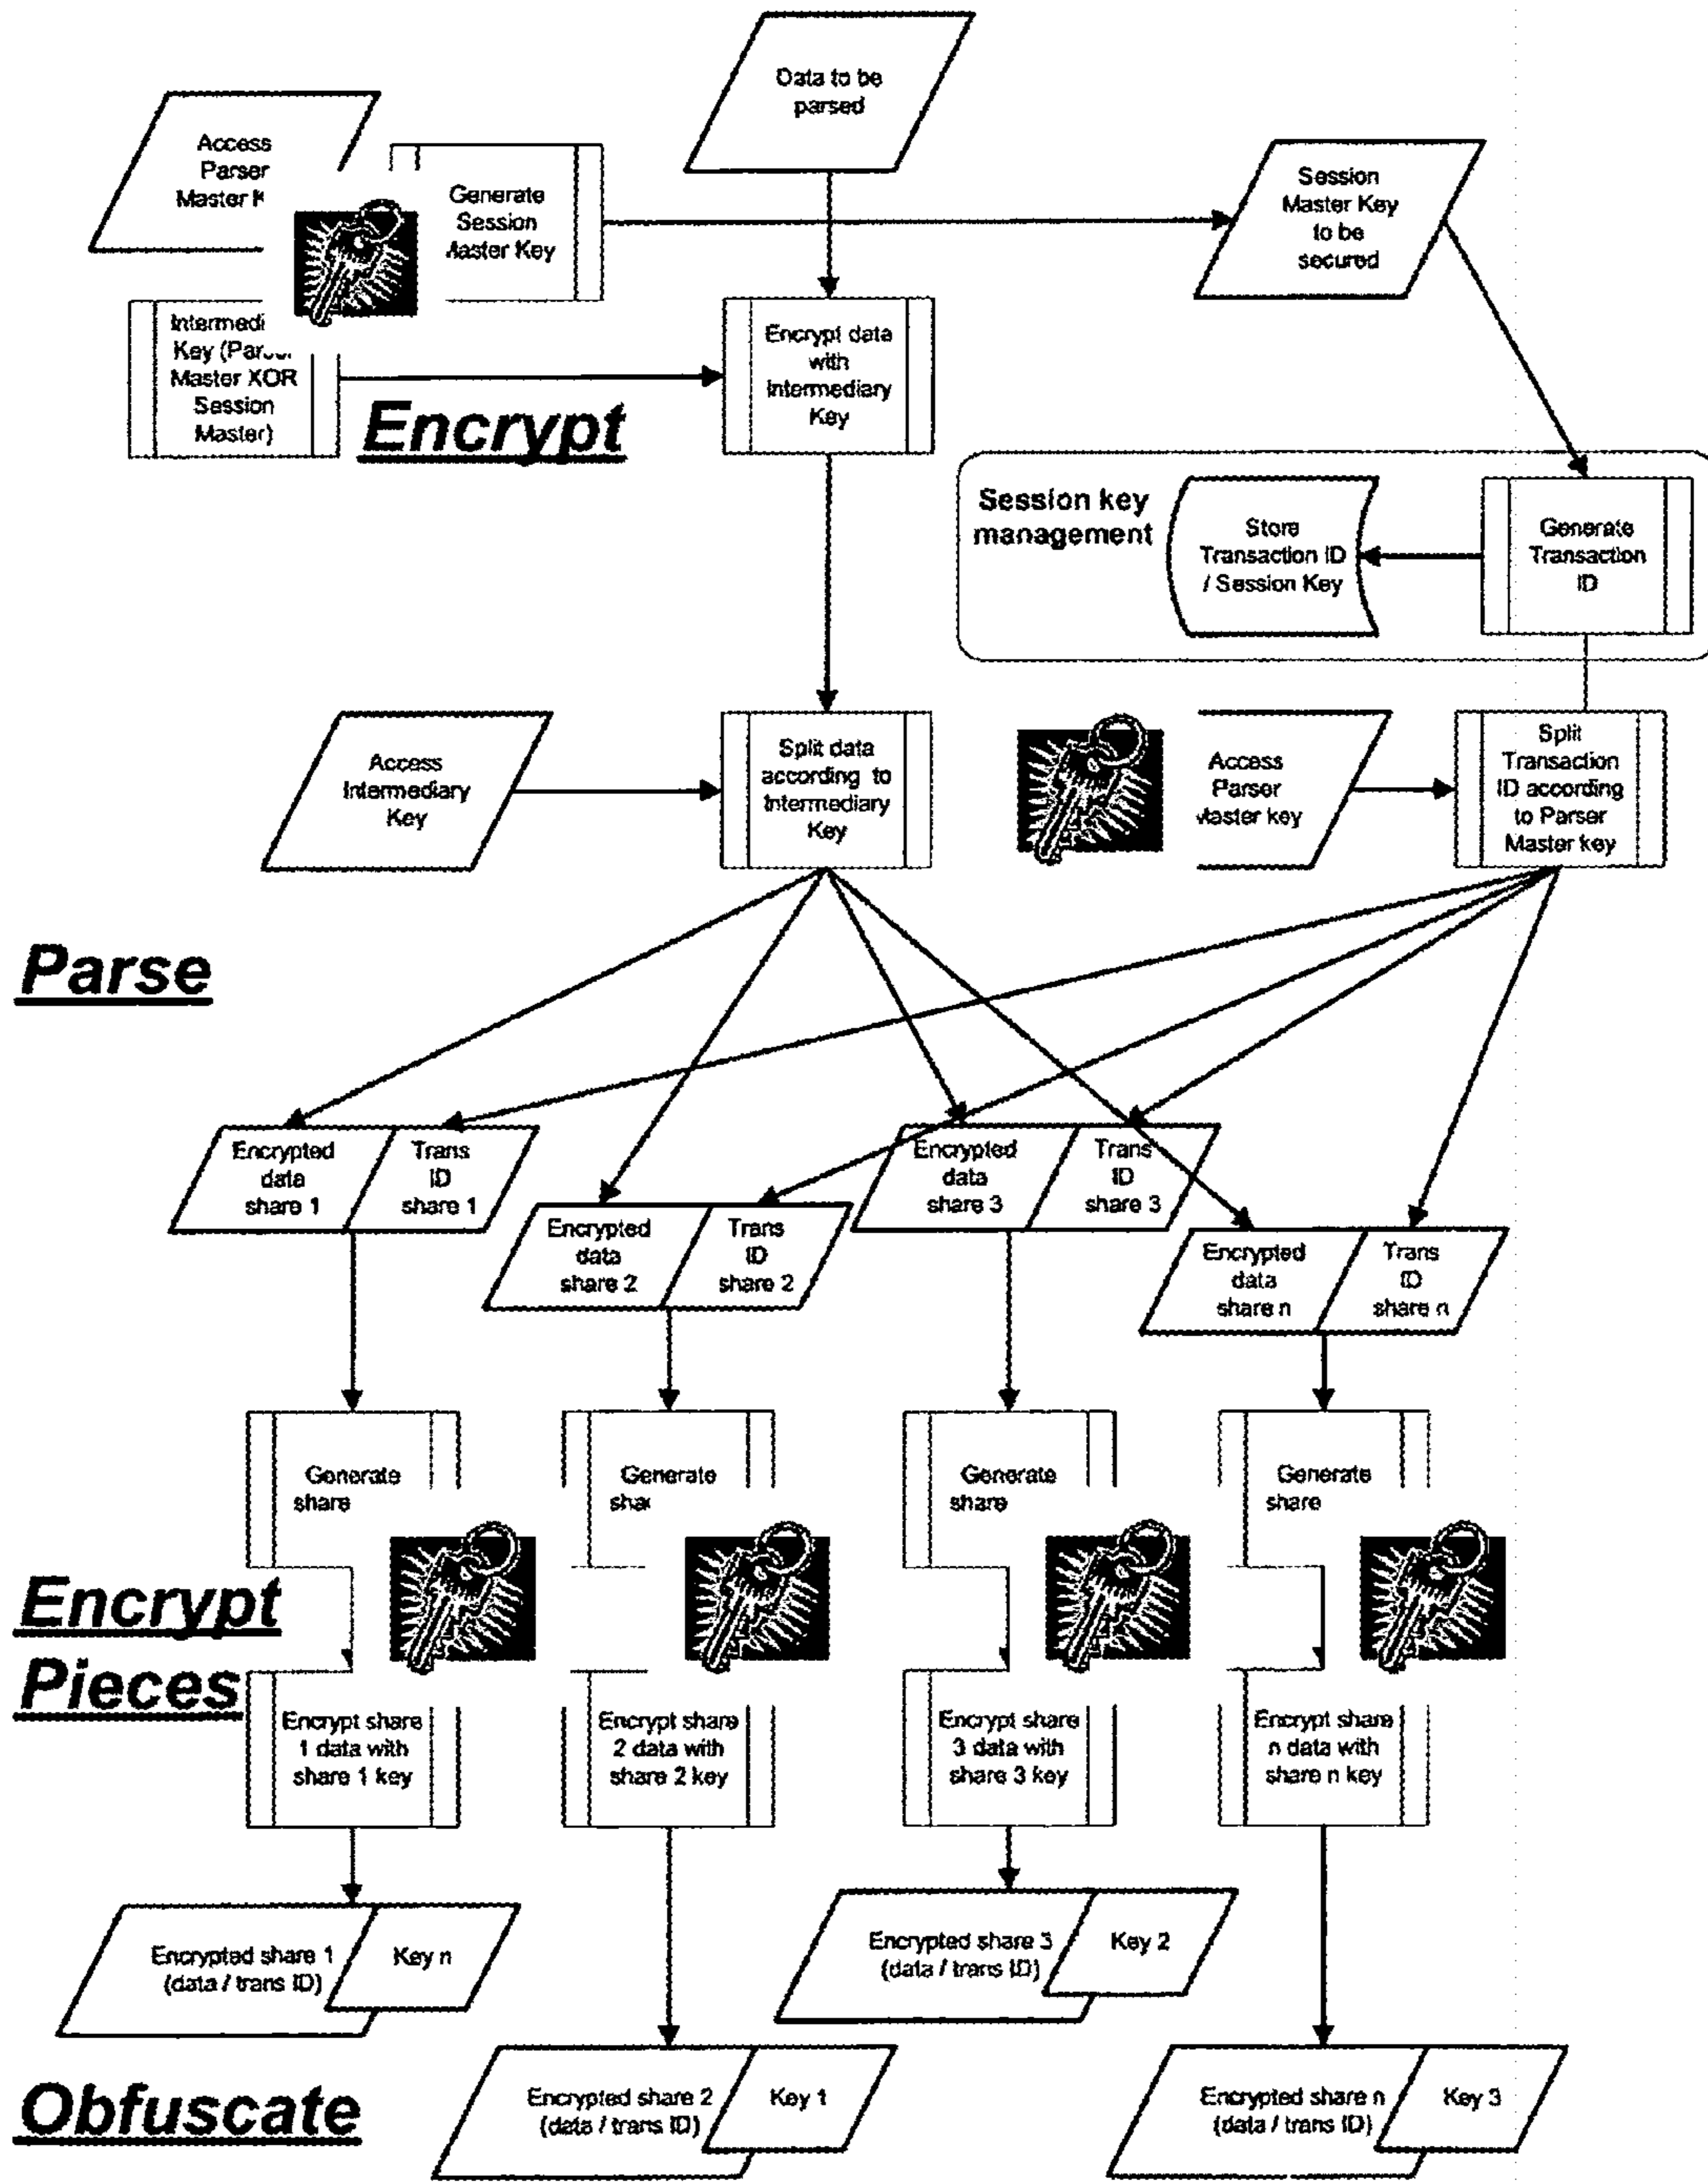 Data to be
parsed
Access
Parser
Master
Generate
Session
Master Key
Session
Master Key
to be
secured
Key
Master XOR
Session
Master)
Encrypt data
with
Intermediary
Key
Encrypt
Session key
management
Store
Transaction ID
/ Session Key
Generate
Transaction
ID
Access
Intermediary
Key
Split data
according to
Intermediary
Key
Access
Parser
Master key
Split
Transaction
ID according
to Parser
Master key
Parse
Encrypted
data
share 1
Trans
ID
share 1
Encrypted
data
share 2
Trans
ID
share 2
Encrypted
data
share 3
Trans
ID
share 3
Encrypted
data
share n
Trans
ID
share n
Generate
share
Generate
Generate
share
Generate
share
Encrypt
Pieces
Encrypt share
1 data with
share 1 key
Encrypt share
2 data with
share 2 key
Encrypt share
3 data with
share 3 key
Encrypt share
n data with
share n key
Encrypted share 1
(data / trans ID)
Key n
Encrypted share 2
(data / trans ID)
Key 1
Encrypted share 3
(data / trans ID)
Key 2
Encrypted share n
(data / trans ID)
Key 3
Obfuscate